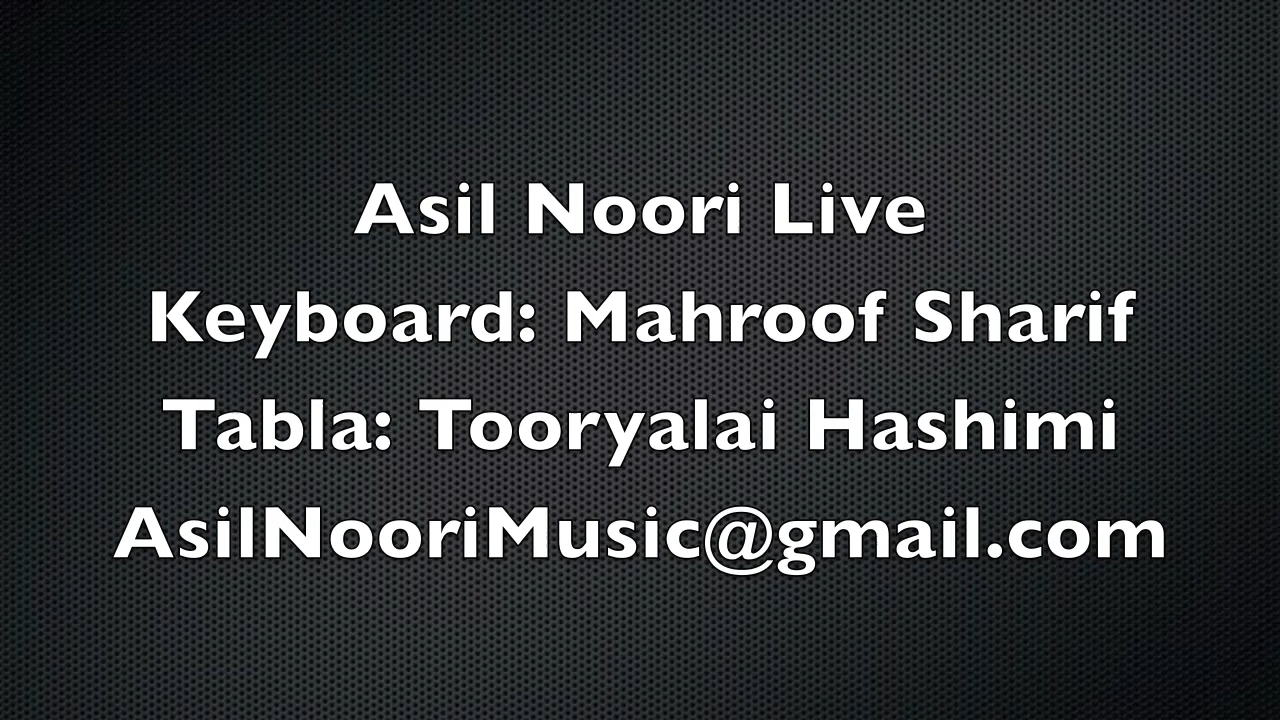 Asil Noori Live
Keyboard: Mahroof Sharif
Tabla: Tooryalai Hashimi
AsilNooriMusic@gmail.com